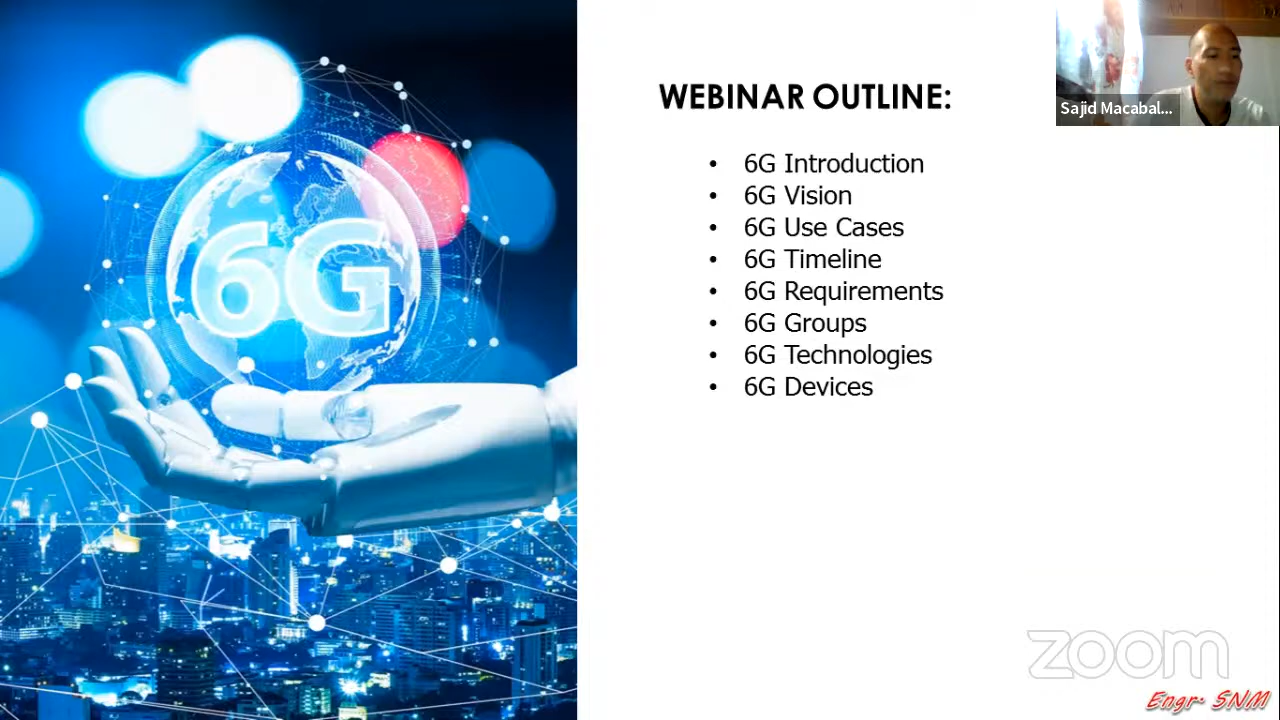 6G
WEBINAR OUTLINE:
• 6G Introduction
• 6G Vision
• 6G Use Cases
• 6G Timeline
• 6G Requirements
• 6G Groups
• 6G Technologies
• 6G Devices
Sajid Macabal...
zoom
Engr. SNM